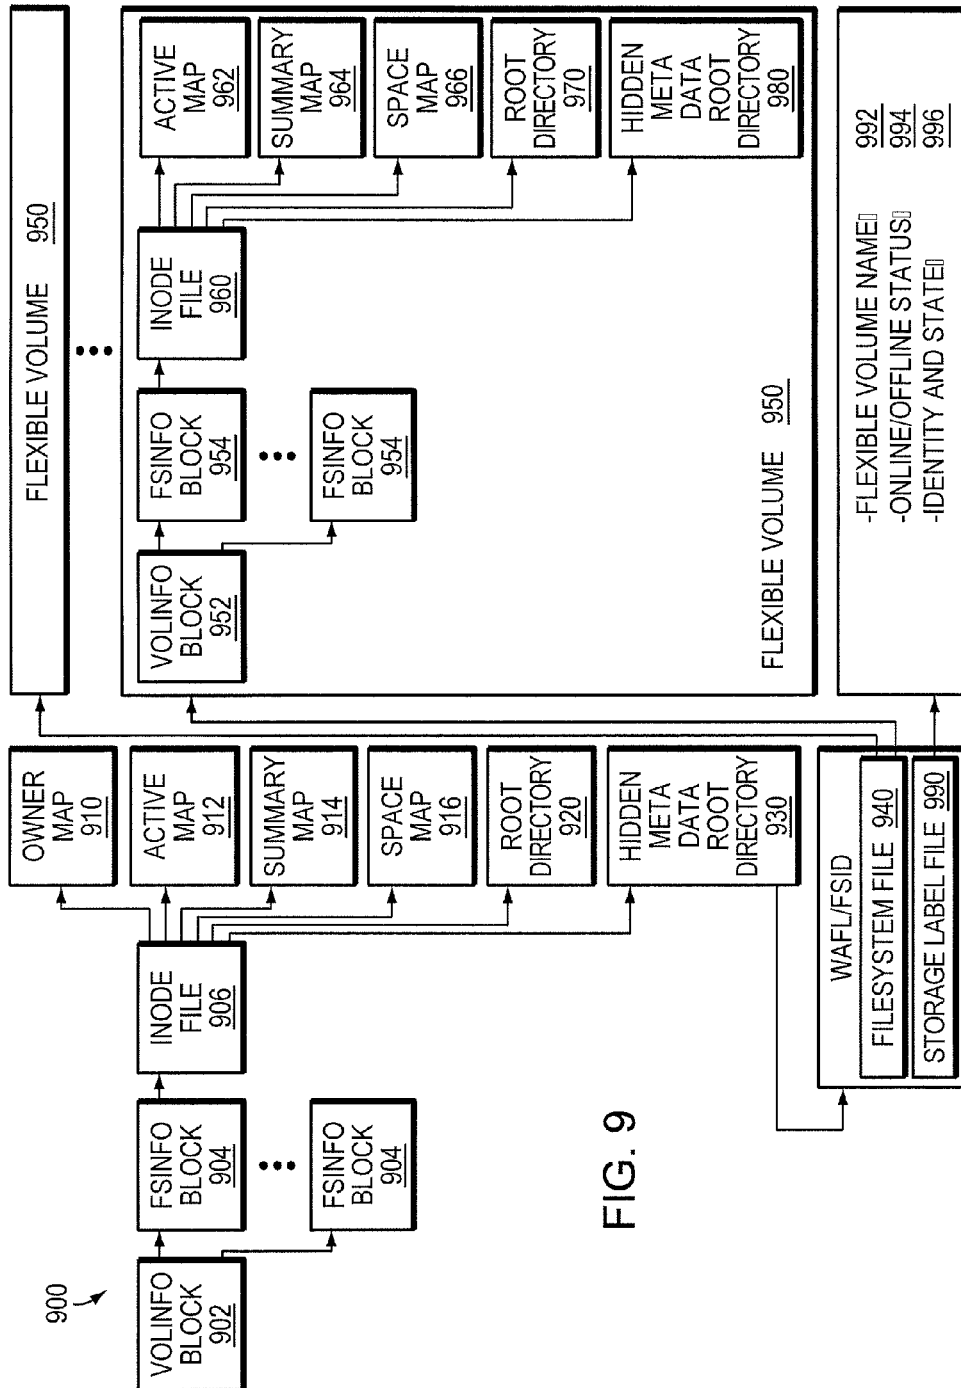 900
VOLINFO
BLOCK
902
FSINFO
BLOCK
904
FSINFO
BLOCK
904
INODE
FILE
906
OWNER
MAP
910
ACTIVE
MAP
912
SUMMARY
MAP
914
SPACE
MAP
916
ROOT
DIRECTORY
920
HIDDEN
META
DATA
ROOT
DIRECTORY
930
WAFL/FSID
FILESYSTEM FILE 940
STORAGE LABEL FILE 990
FLEXIBLE VOLUME 950
VOLINFO
BLOCK
952
FSINFO
BLOCK
954
FSINFO
BLOCK
954
INODE
FILE
960
ACTIVE
MAP
962
SUMMARY
MAP
964
SPACE
MAP
966
ROOT
DIRECTORY
970
HIDDEN
META
DATA
ROOT
DIRECTORY
980
FLEXIBLE VOLUME 950
-FLEXIBLE VOLUME NAME▯ 992
-ONLINE/OFFLINE STATUS▯ 994
-IDENTITY AND STATE▯ 996
FIG. 9